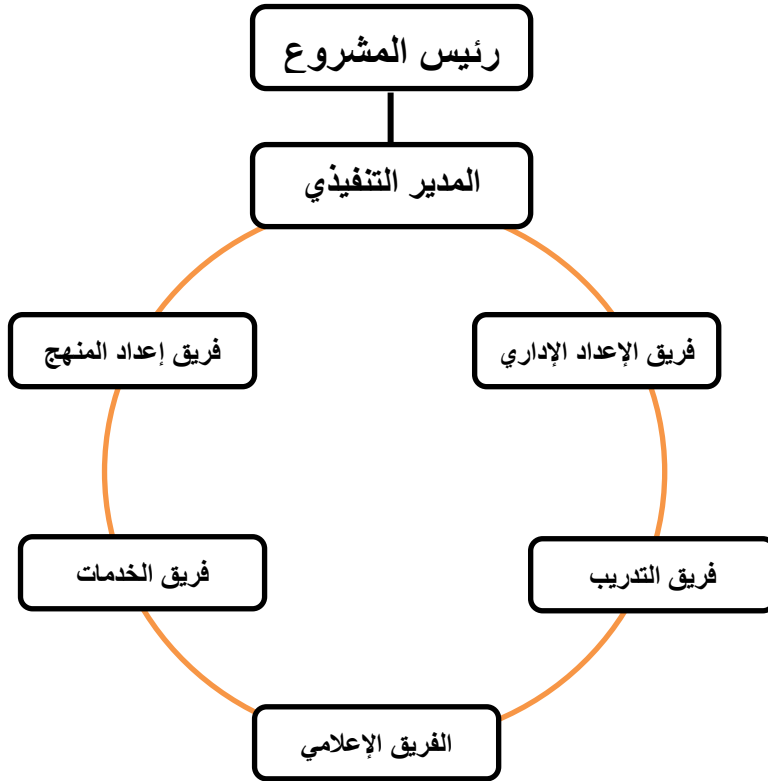 رئيس المشروع
المدير التنفيذي
فريق الإعداد الإداري
فريق إعداد المنهج
فريق التدريب
فريق الخدمات
الفريق الإعلامي